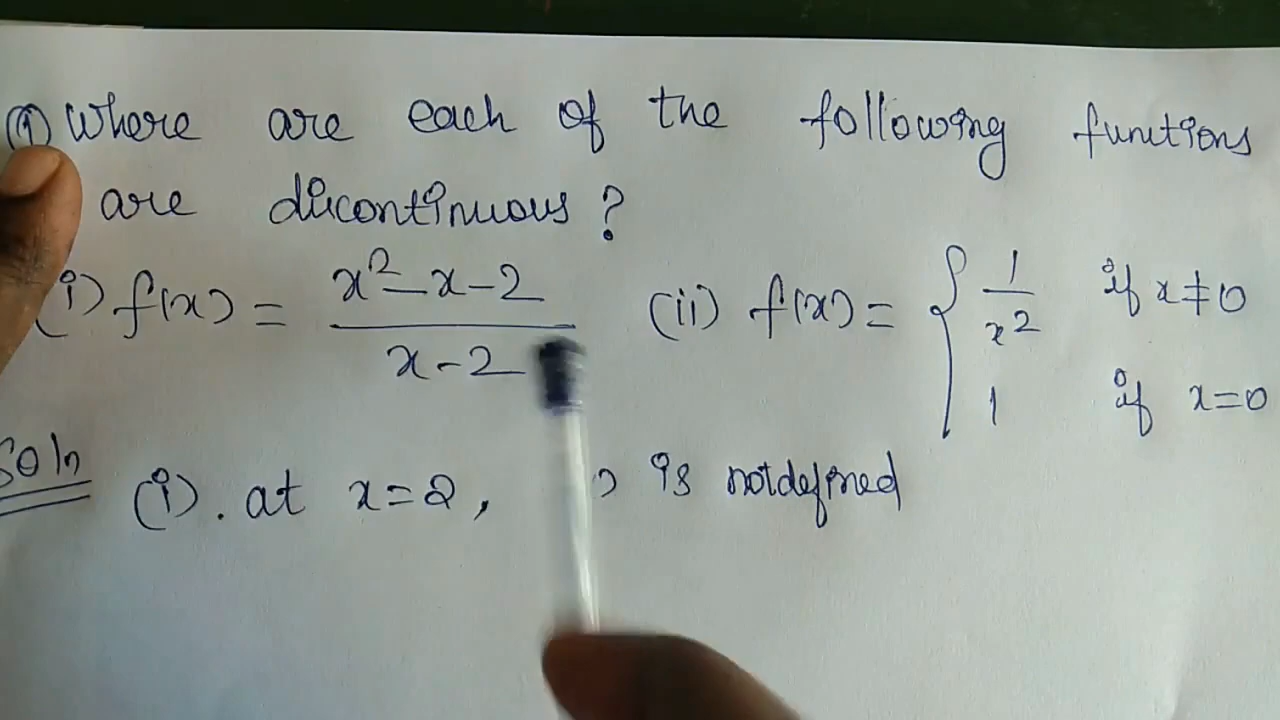 (1) Where are each of the following functions
are discontinuous?
(i) f(x) = x² - x - 2 / x - 2 (ii) f(x) = { 1/x² if x ≠ 0
1 if x = 0
Soln
(i). at x = 2, is notdefined